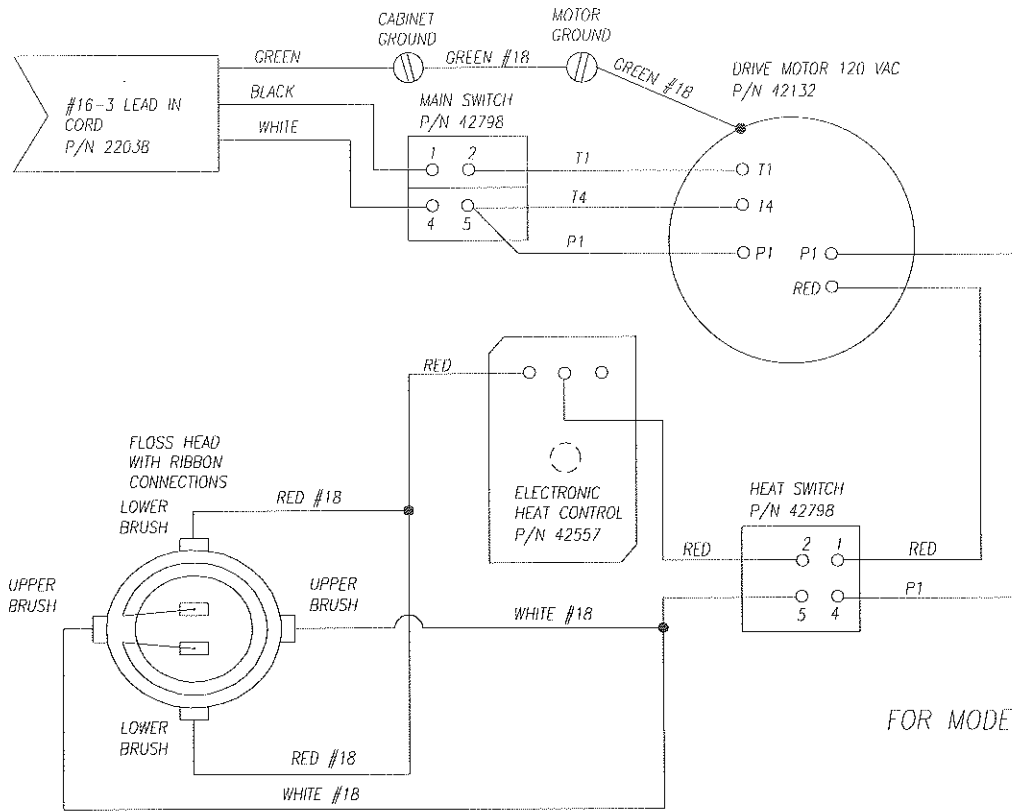 CABINET
GROUND
MOTOR
GROUND
GREEN
GREEN #18
GREEN #18
DRIVE MOTOR 120 VAC
P/N 42132
#16-3 LEAD IN
CORD
P/N 22038
BLACK
WHITE
MAIN SWITCH
P/N 42798
1 2
4 5
T1
T4
P1
T1
T4
P1 P1
RED
RED
ELECTRONIC
HEAT CONTROL
P/N 42557
FLOSS HEAD
WITH RIBBON
CONNECTIONS
LOWER
BRUSH
RED #18
HEAT SWITCH
P/N 42798
RED
2 1
RED
5 4
P1
UPPER
BRUSH
UPPER
BRUSH
WHITE #18
LOWER
BRUSH
RED #18
WHITE #18
FOR MODE